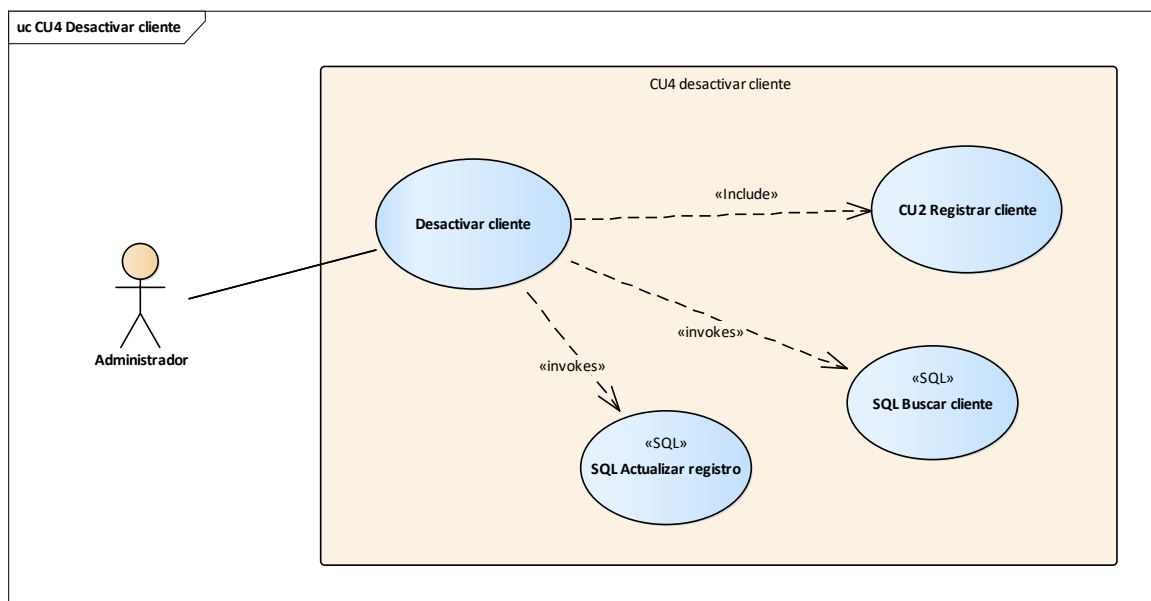 uc CU4 Desactivar cliente
CU4 desactivar cliente
«Include»
CU2 Registrar cliente
Desactivar cliente
Administrador
«invokes»
«invokes»
«SQL»
SQL Buscar cliente
«SQL»
SQL Actualizar registro